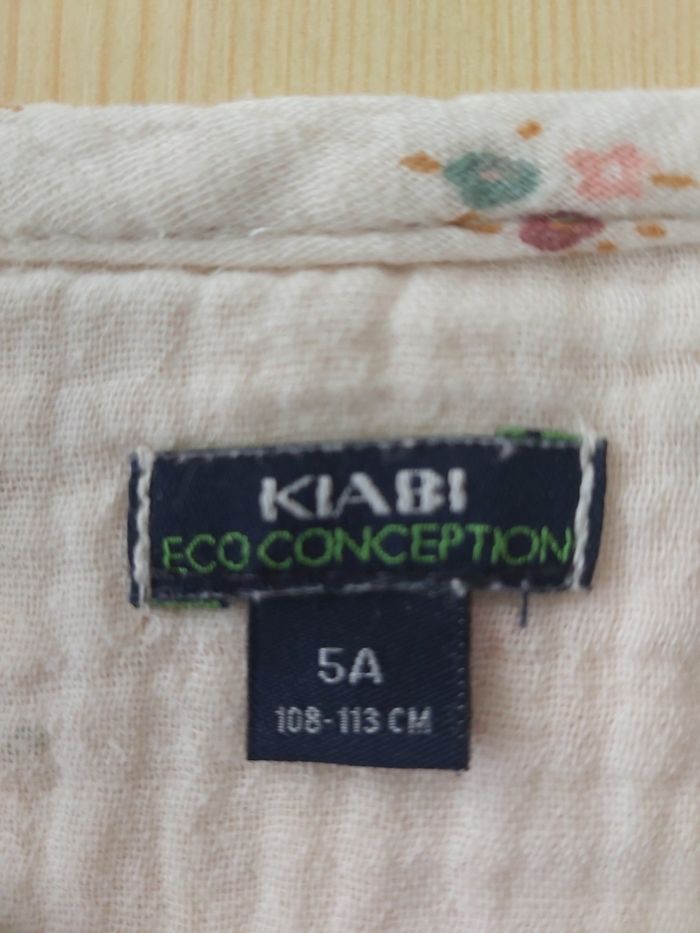 KIABI
ECO CONCEPTION
5A
108-113 CM